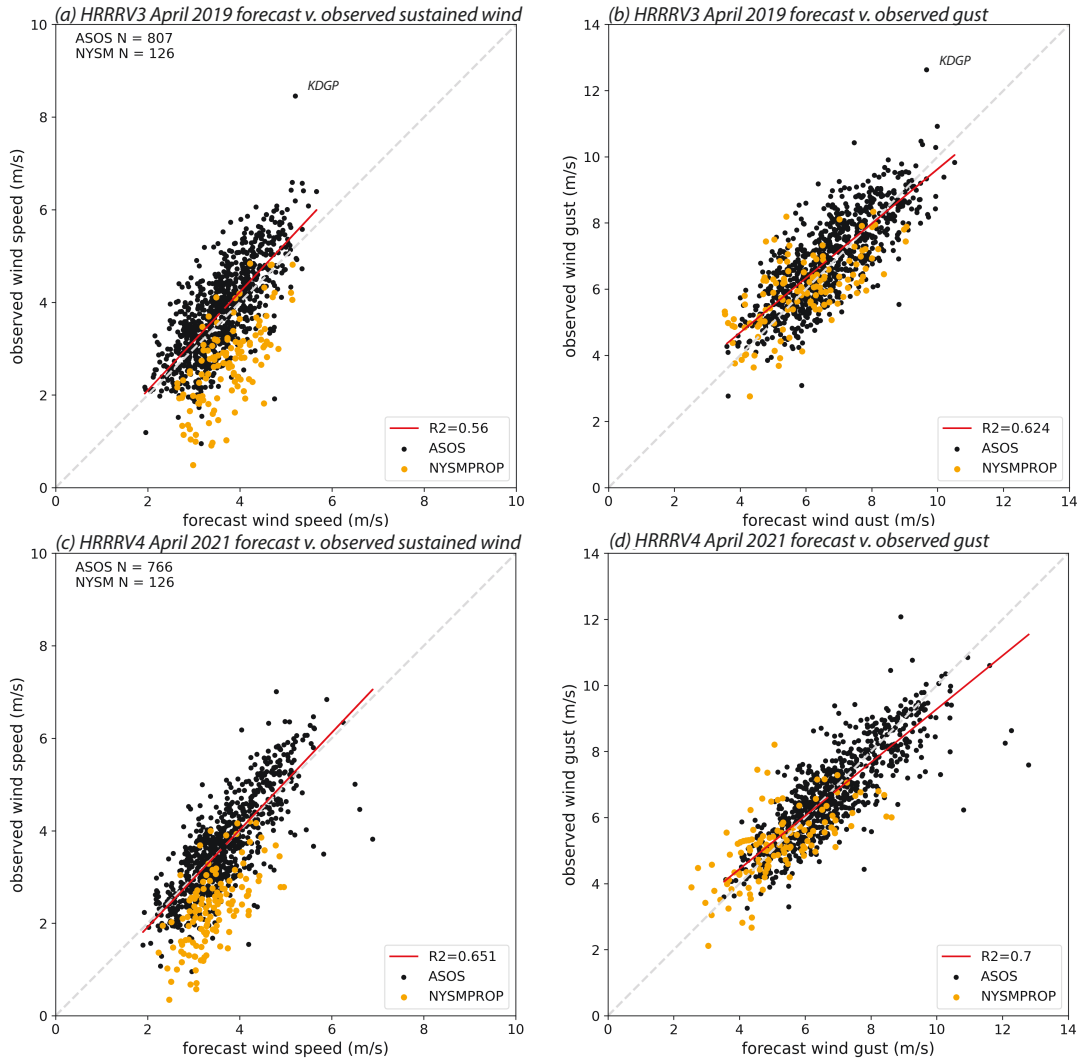 (a) HRRRV3 April 2019 forecast v. observed sustained wind
10
8
6
4
2
0
ASOS N = 807
NYSM N = 126
KDGP
observed wind speed (m/s)
R2=0.56
ASOS
NYSMPROP
0 2 4 6 8 10
forecast wind speed (m/s)
(b) HRRRV3 April 2019 forecast v. observed gust
14
12
10
8
6
4
2
0
KDGP
observed wind gust (m/s)
R2=0.624
ASOS
NYSMPROP
0 2 4 6 8 10 12 14
forecast wind gust (m/s)
(c) HRRRV4 April 2021 forecast v. observed sustained wind
10
8
6
4
2
0
ASOS N = 766
NYSM N = 126
observed wind speed (m/s)
R2=0.651
ASOS
NYSMPROP
0 2 4 6 8 10
forecast wind speed (m/s)
(d) HRRRV4 April 2021 forecast v. observed gust
14
12
10
8
6
4
2
0
observed wind gust (m/s)
R2=0.7
ASOS
NYSMPROP
0 2 4 6 8 10 12 14
forecast wind gust (m/s)